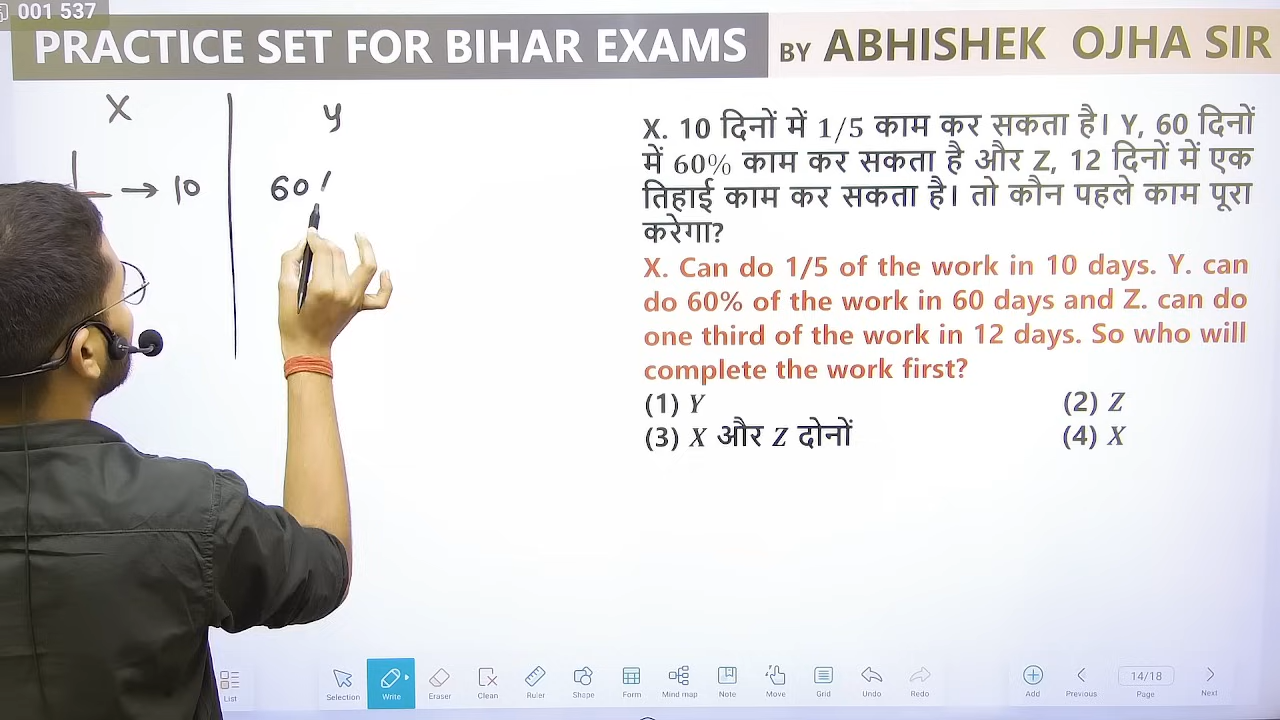 001 537
PRACTICE SET FOR BIHAR EXAMS BY ABHISHEK OJHA SIR
X
1 → 10
y
60
X. 10 दिनों में 1/5 काम कर सकता है। Y, 60 दिनों
में 60% काम कर सकता है और Z, 12 दिनों में एक
तिहाई काम कर सकता है। तो कौन पहले काम पूरा
करेगा?
X. Can do 1/5 of the work in 10 days. Y. can
do 60% of the work in 60 days and Z. can do
one third of the work in 12 days. So who will
complete the work first?
(1) Y (2) Z
(3) X और Z दोनों (4) X
List Selection Write Eraser Clean Ruler Shape Form Mind map Note Move Undo Redo Add Previous 14/18 Page Next